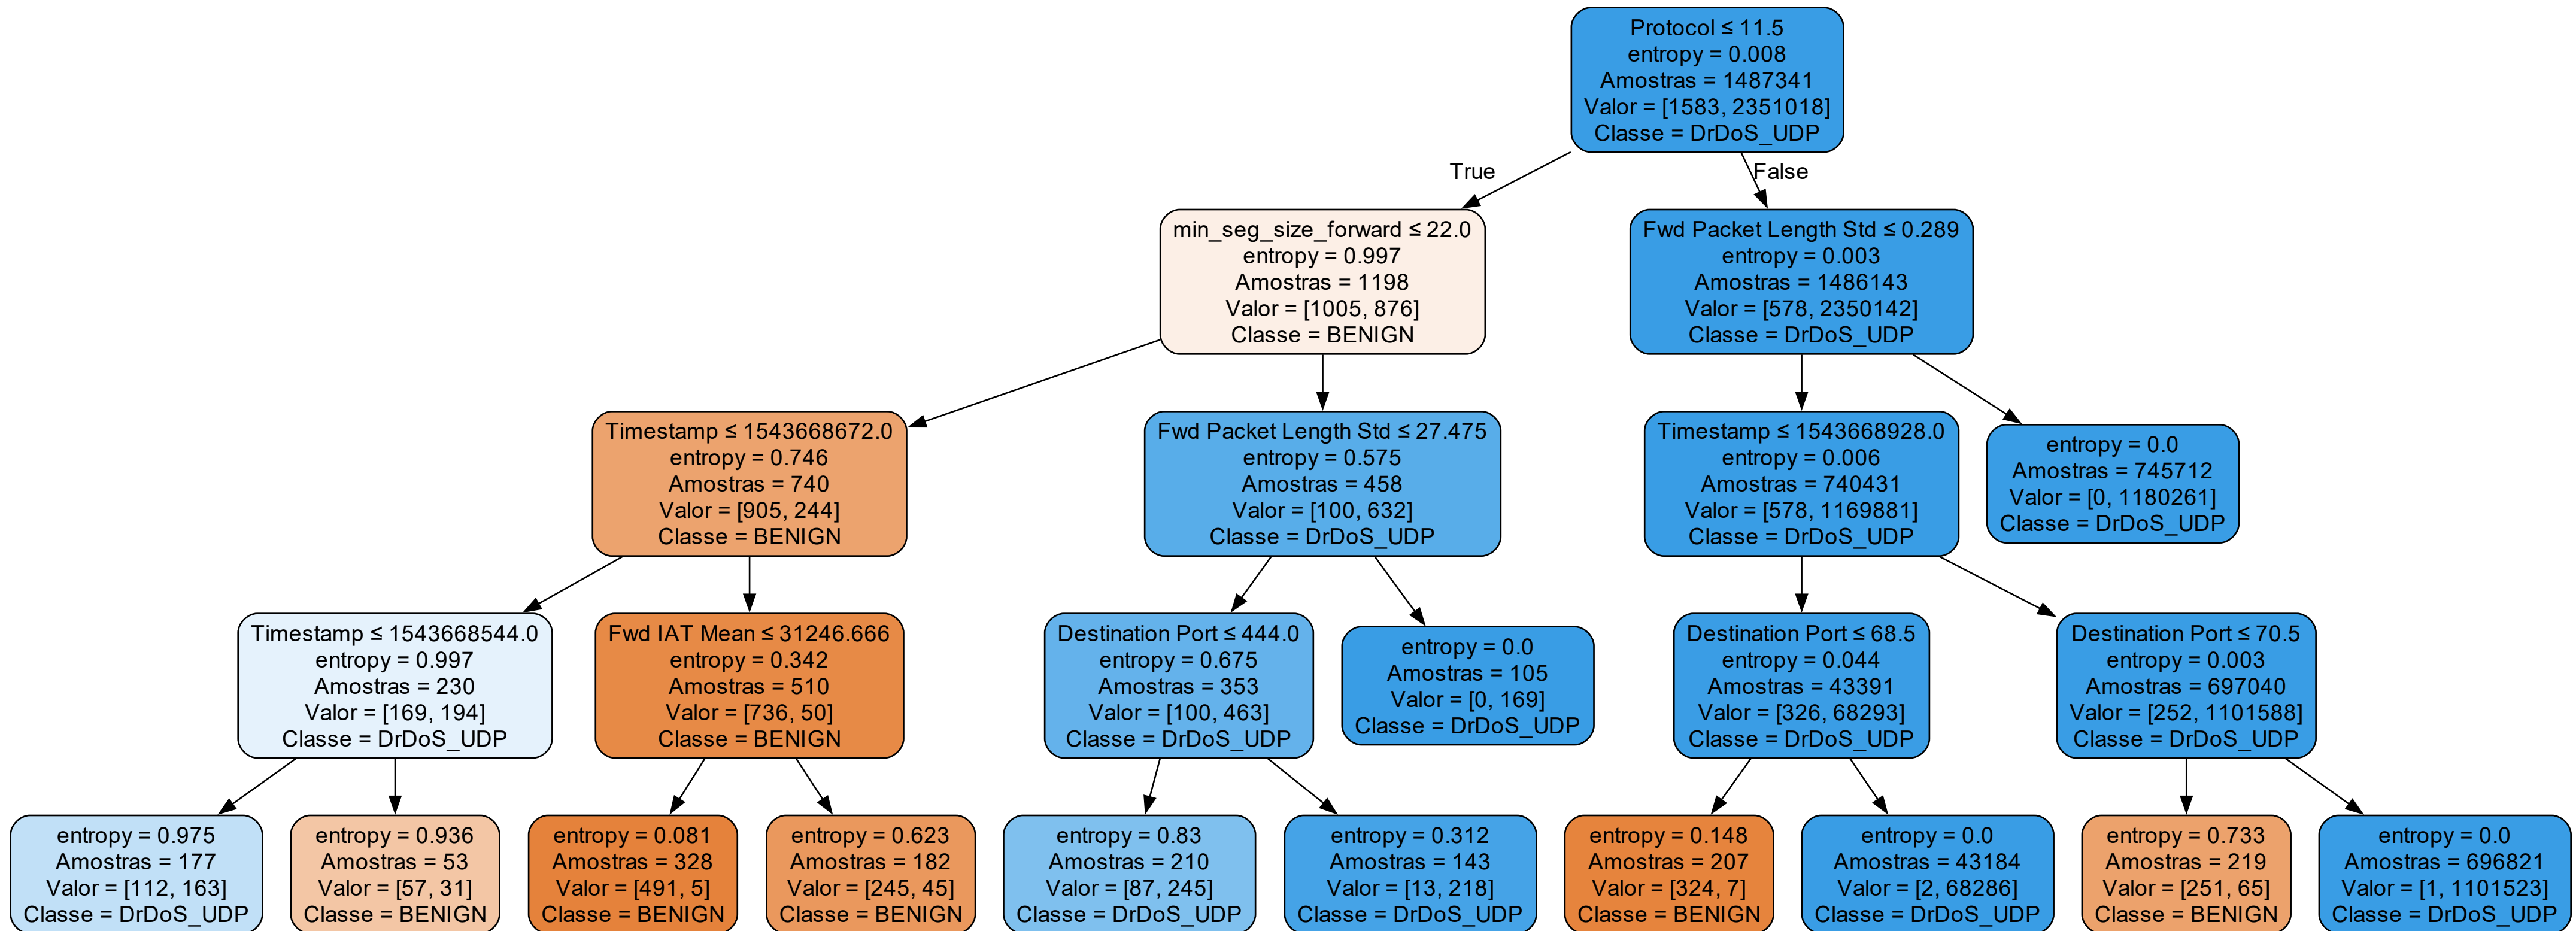 Protocol ≤ 11.5
entropy = 0.008
Amostras = 1487341
Valor = [1583, 2351018]
Classe = DrDoS_UDP
True
False
min_seg_size_forward ≤ 22.0
entropy = 0.997
Amostras = 1198
Valor = [1005, 876]
Classe = BENIGN
Fwd Packet Length Std ≤ 0.289
entropy = 0.003
Amostras = 1486143
Valor = [578, 2350142]
Classe = DrDoS_UDP
Timestamp ≤ 1543668672.0
entropy = 0.746
Amostras = 740
Valor = [905, 244]
Classe = BENIGN
Fwd Packet Length Std ≤ 27.475
entropy = 0.575
Amostras = 458
Valor = [100, 632]
Classe = DrDoS_UDP
Timestamp ≤ 1543668928.0
entropy = 0.006
Amostras = 740431
Valor = [578, 1169881]
Classe = DrDoS_UDP
entropy = 0.0
Amostras = 745712
Valor = [0, 1180261]
Classe = DrDoS_UDP
Timestamp ≤ 1543668544.0
entropy = 0.997
Amostras = 230
Valor = [169, 194]
Classe = DrDoS_UDP
Fwd IAT Mean ≤ 31246.666
entropy = 0.342
Amostras = 510
Valor = [736, 50]
Classe = BENIGN
Destination Port ≤ 444.0
entropy = 0.675
Amostras = 353
Valor = [100, 463]
Classe = DrDoS_UDP
entropy = 0.0
Amostras = 105
Valor = [0, 169]
Classe = DrDoS_UDP
Destination Port ≤ 68.5
entropy = 0.044
Amostras = 43391
Valor = [326, 68293]
Classe = DrDoS_UDP
Destination Port ≤ 70.5
entropy = 0.003
Amostras = 697040
Valor = [252, 1101588]
Classe = DrDoS_UDP
entropy = 0.975
Amostras = 177
Valor = [112, 163]
Classe = DrDoS_UDP
entropy = 0.936
Amostras = 53
Valor = [57, 31]
Classe = BENIGN
entropy = 0.081
Amostras = 328
Valor = [491, 5]
Classe = BENIGN
entropy = 0.623
Amostras = 182
Valor = [245, 45]
Classe = BENIGN
entropy = 0.83
Amostras = 210
Valor = [87, 245]
Classe = DrDoS_UDP
entropy = 0.312
Amostras = 143
Valor = [13, 218]
Classe = DrDoS_UDP
entropy = 0.148
Amostras = 207
Valor = [324, 7]
Classe = BENIGN
entropy = 0.0
Amostras = 43184
Valor = [2, 68286]
Classe = DrDoS_UDP
entropy = 0.733
Amostras = 219
Valor = [251, 65]
Classe = BENIGN
entropy = 0.0
Amostras = 696821
Valor = [1, 1101523]
Classe = DrDoS_UDP